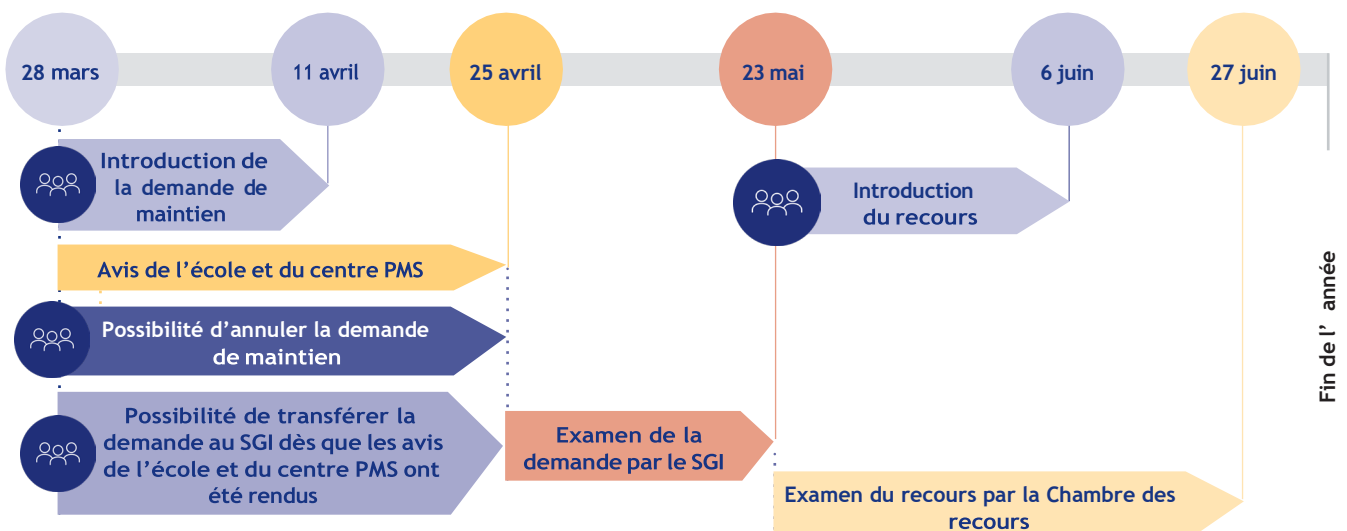 28 mars
11 avril
25 avril
23 mai
6 juin
27 juin
Introduction de
la demande de
maintien
Introduction
du recours
Avis de l’école et du centre PMS
Possibilité d’annuler la demande
de maintien
Possibilité de transférer la
demande au SGI dès que les avis
de l’école et du centre PMS ont
été rendus
Examen de la
demande par le SGI
Examen du recours par la Chambre des
recours
Fin de l’ année